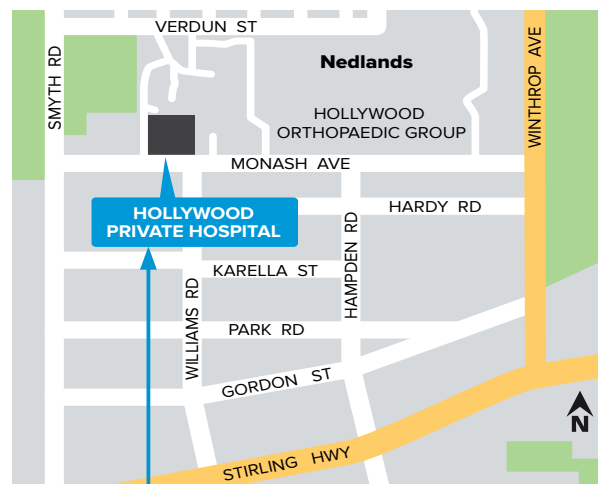 VERDUN ST
SMYTH RD
Nedlands
WINTHROP AVE
HOLLYWOOD
ORTHOPAEDIC GROUP
MONASH AVE
HOLLYWOOD
PRIVATE HOSPITAL
HARDY RD
HAMPDEN RD
KARELLA ST
WILLIAMS RD
PARK RD
GORDON ST
N
STIRLING HWY